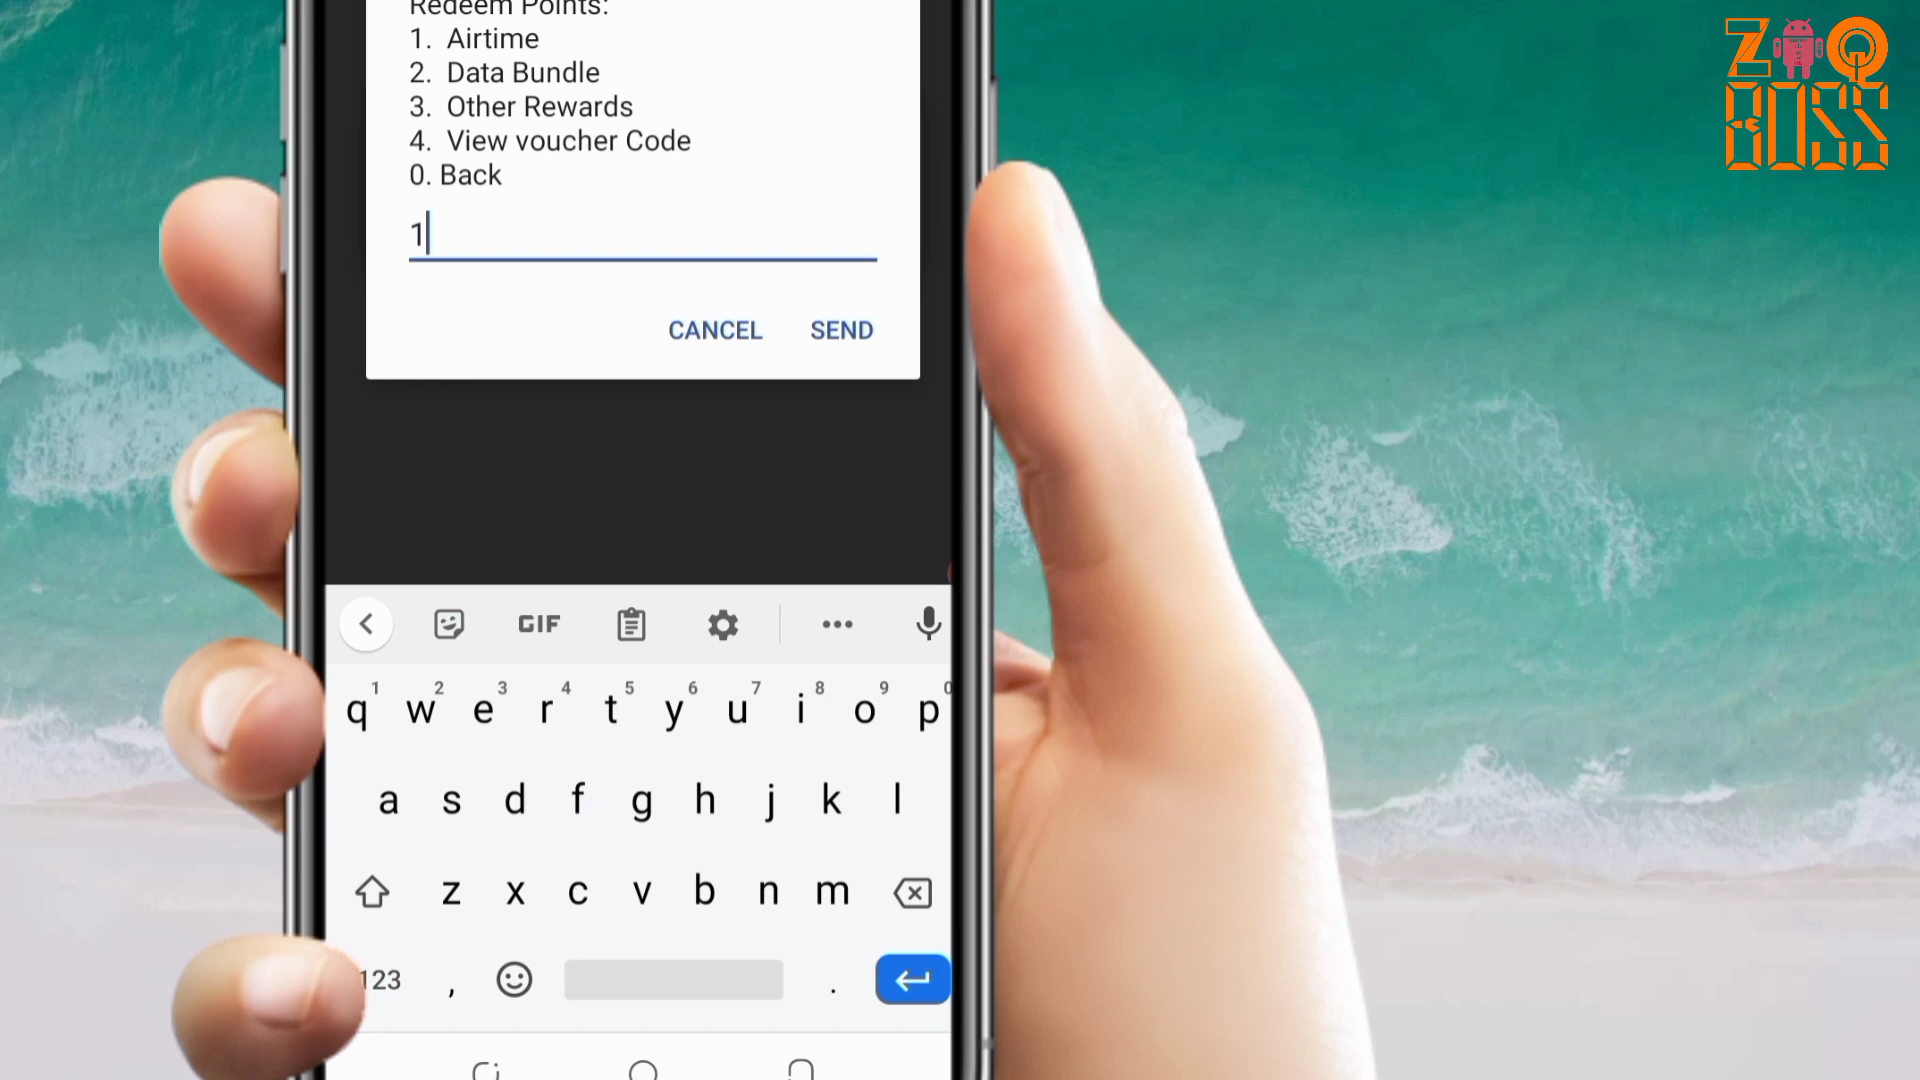 Redeem Points:
1. Airtime
2. Data Bundle
3. Other Rewards
4. View voucher Code
0. Back
1
CANCEL SEND
GIF
1 2 3 4 5 6 7 8 9 0
q w e r t y u i o p
a s d f g h j k l
z x c v b n m
123 , .
Z Q
BOSS